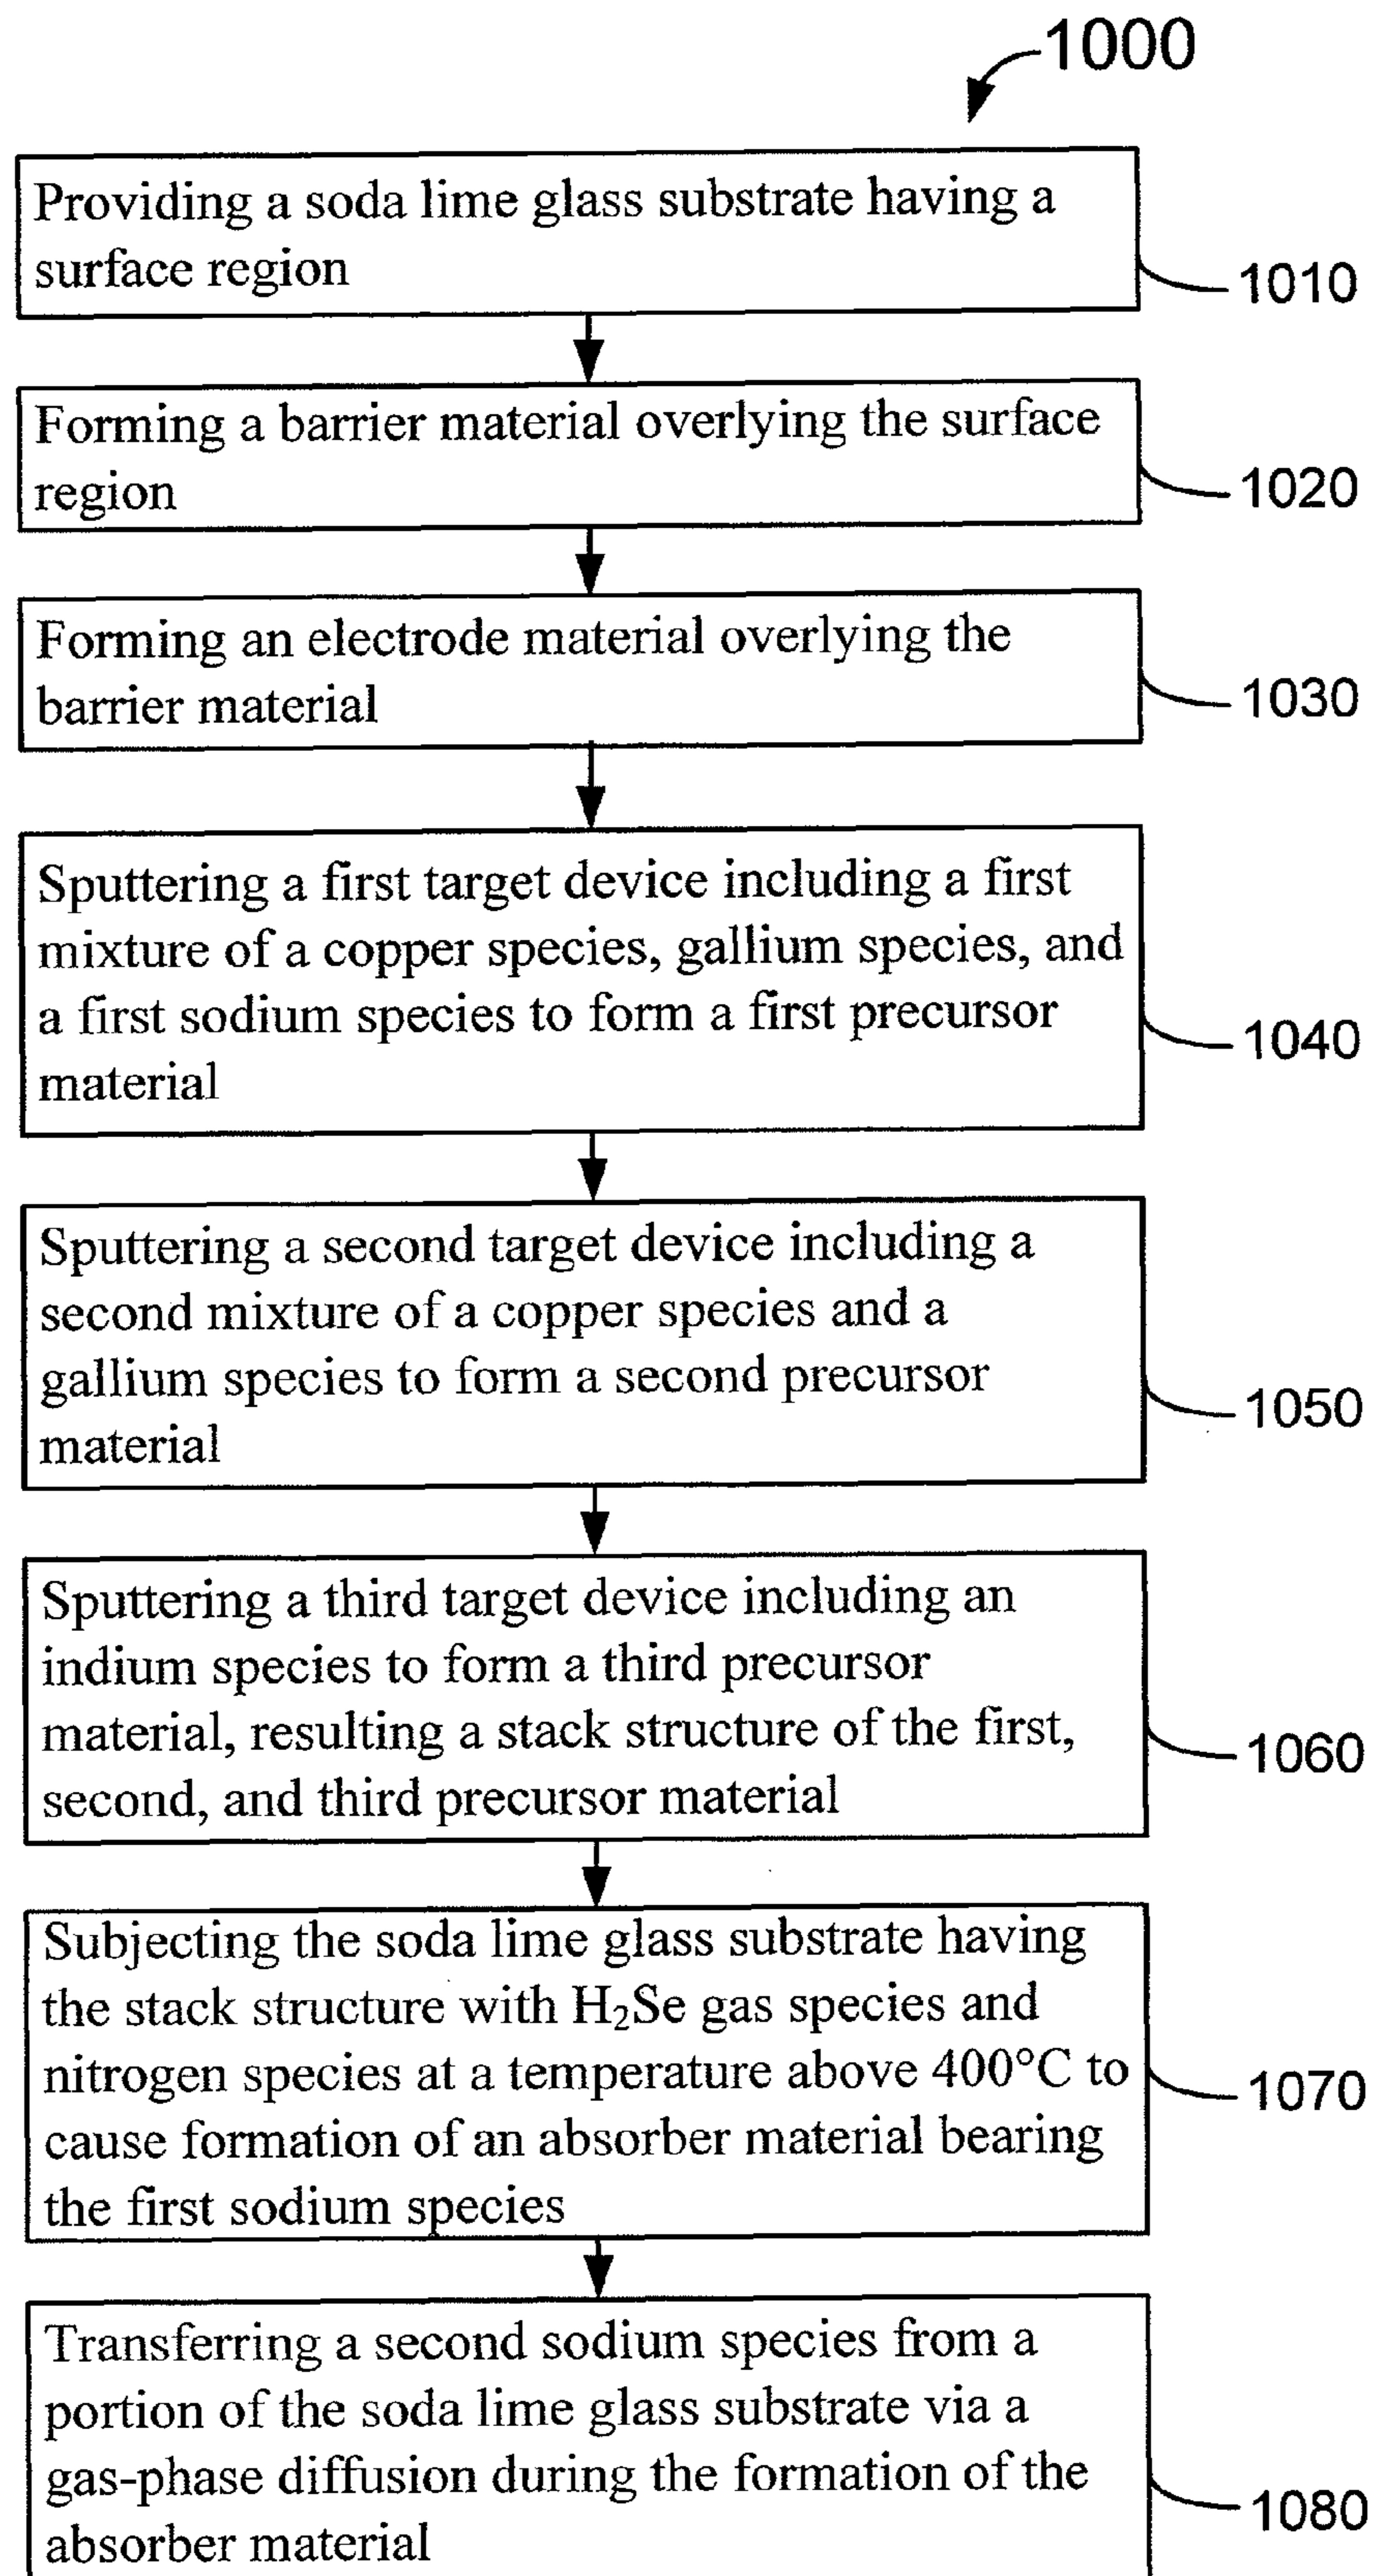 1000
Providing a soda lime glass substrate having a
surface region
1010
Forming a barrier material overlying the surface
region
1020
Forming an electrode material overlying the
barrier material
1030
Sputtering a first target device including a first
mixture of a copper species, gallium species, and
a first sodium species to form a first precursor
material
1040
Sputtering a second target device including a
second mixture of a copper species and a
gallium species to form a second precursor
material
1050
Sputtering a third target device including an
indium species to form a third precursor
material, resulting a stack structure of the first,
second, and third precursor material
1060
Subjecting the soda lime glass substrate having
the stack structure with H₂Se gas species and
nitrogen species at a temperature above 400°C to
cause formation of an absorber material bearing
the first sodium species
1070
Transferring a second sodium species from a
portion of the soda lime glass substrate via a
gas-phase diffusion during the formation of the
absorber material
1080